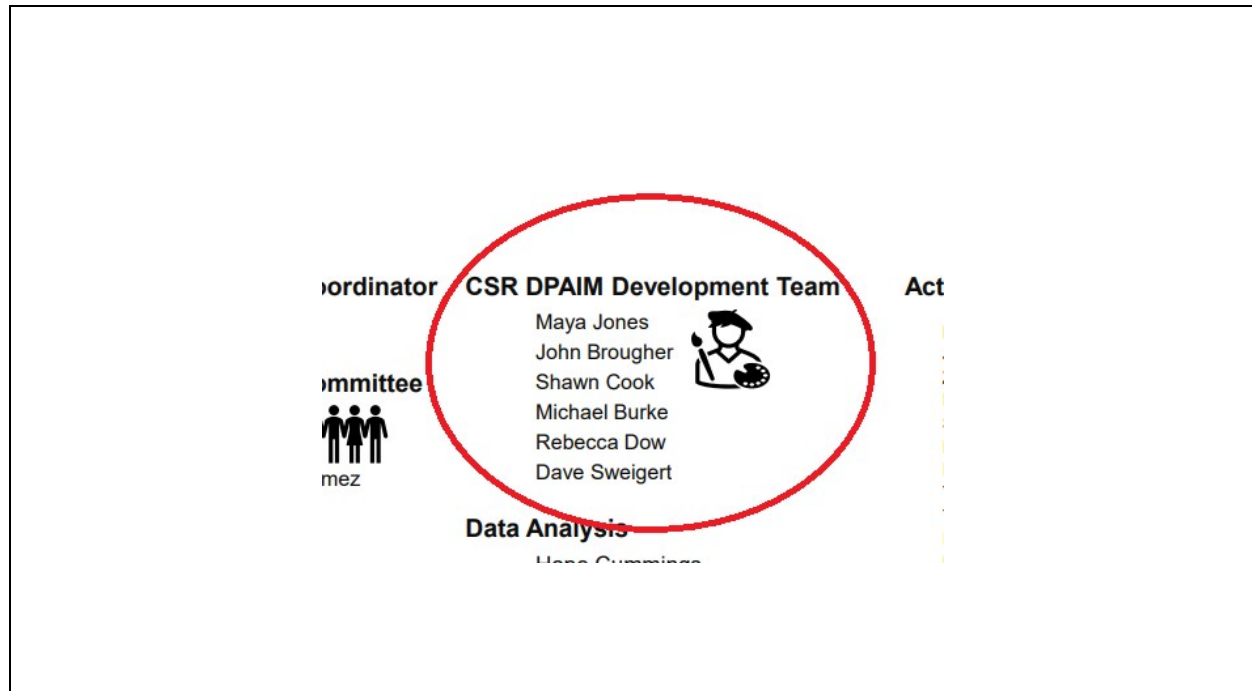 ordinator
CSR DPAIM Development Team
Act
Maya Jones
John Brougher
Shawn Cook
Michael Burke
Rebecca Dow
Dave Sweigert
ommittee
mez
Data Analysis
Cummings